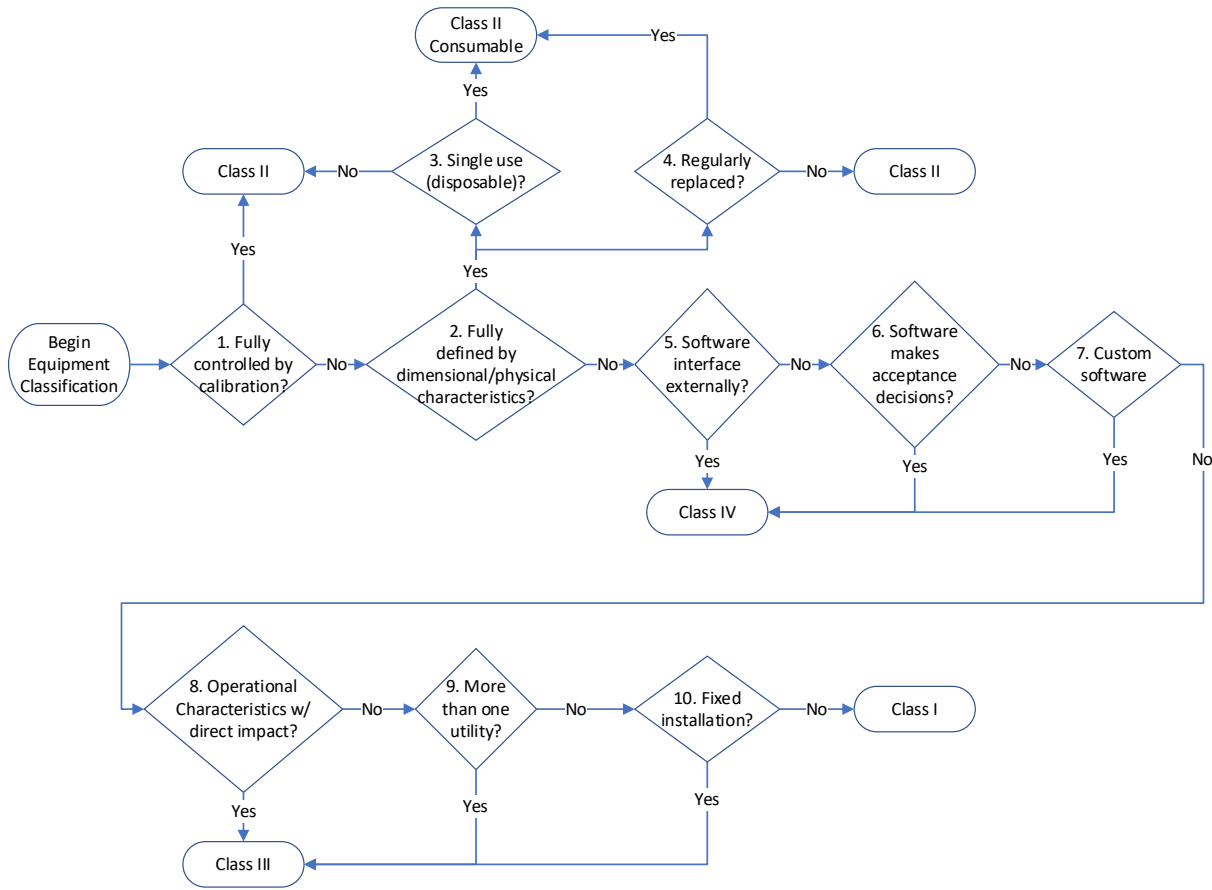 Class II
Consumable
Yes
Yes
Class II
No
3. Single use
(disposable)?
4. Regularly
replaced?
No
Class II
Yes
Yes
Begin
Equipment
Classification
1. Fully
controlled by
calibration?
No
2. Fully
defined by
dimensional/physical
characteristics?
No
5. Software
interface
externally?
No
6. Software
makes
acceptance
decisions?
No
7. Custom
software
Yes
Yes
Yes
No
Class IV
8. Operational
Characteristics w/
direct impact?
No
9. More
than one
utility?
No
10. Fixed
installation?
No
Class I
Yes
Yes
Yes
Class III